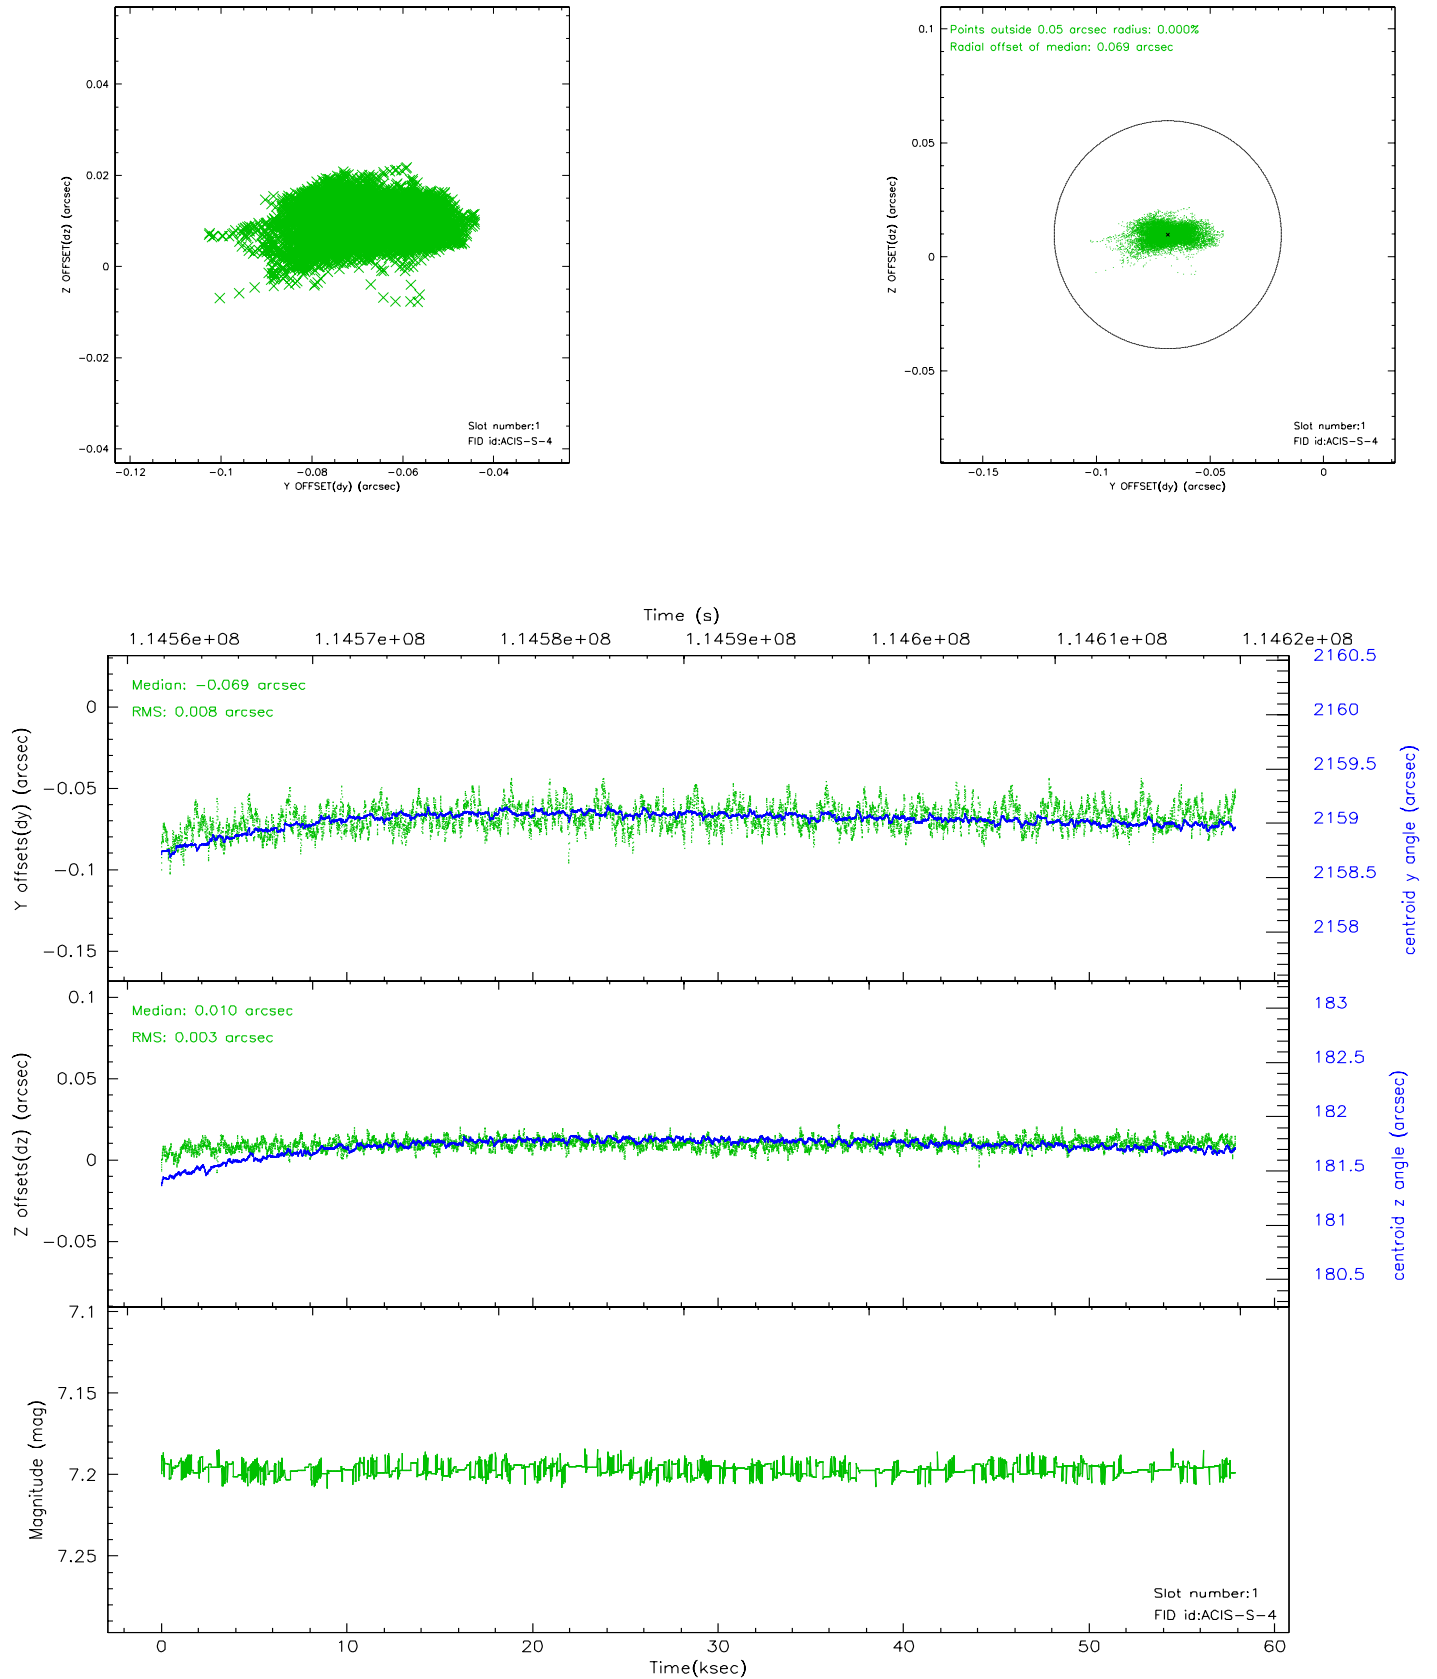 0.04
0.02
0
−0.02
−0.04
Z OFFSET(dz) (arcsec)
−0.12
−0.1
−0.08
−0.06
−0.04
Y OFFSET(dy) (arcsec)
Slot number:1
FID id:ACIS−S−4
Points outside 0.05 arcsec radius: 0.000%
Radial offset of median: 0.069 arcsec
0.1
0.05
0
−0.05
Z OFFSET(dz) (arcsec)
−0.15
−0.1
−0.05
0
Y OFFSET(dy) (arcsec)
Slot number:1
FID id:ACIS−S−4
Time (s)
1.1456e+08
1.1457e+08
1.1458e+08
1.1459e+08
1.146e+08
1.1461e+08
1.1462e+08
Median: −0.069 arcsec
RMS: 0.008 arcsec
0
−0.05
−0.1
−0.15
Y offsets(dy) (arcsec)
2160.5
2160
2159.5
2159
2158.5
2158
centroid y angle (arcsec)
Median: 0.010 arcsec
RMS: 0.003 arcsec
0.1
0.05
0
−0.05
Z offsets(dz) (arcsec)
183
182.5
182
181.5
181
180.5
centroid z angle (arcsec)
7.1
7.15
7.2
7.25
Magnitude (mag)
Slot number:1
FID id:ACIS−S−4
0
10
20
30
40
50
60
Time(ksec)